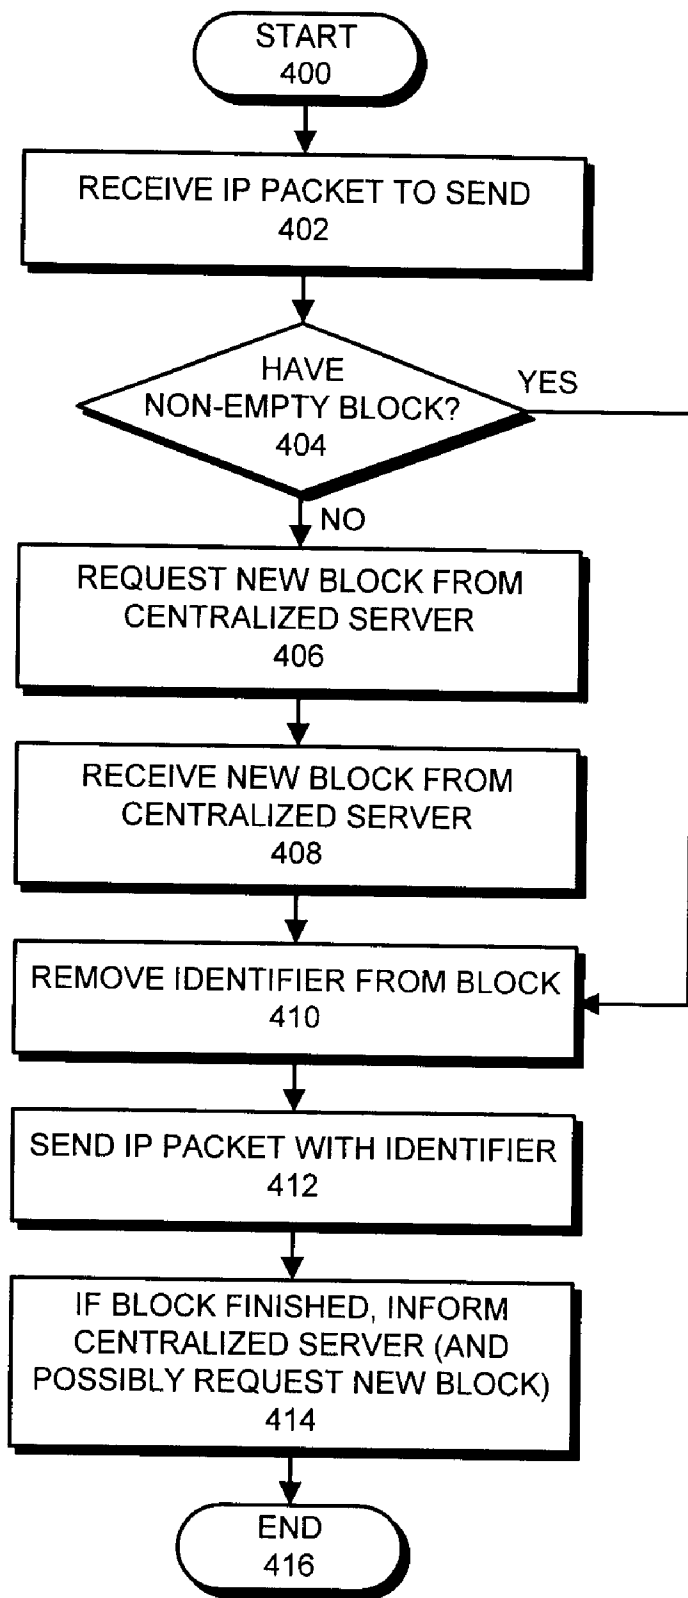 START
400
RECEIVE IP PACKET TO SEND
402
HAVE
NON-EMPTY BLOCK?
404
YES
NO
REQUEST NEW BLOCK FROM
CENTRALIZED SERVER
406
RECEIVE NEW BLOCK FROM
CENTRALIZED SERVER
408
REMOVE IDENTIFIER FROM BLOCK
410
SEND IP PACKET WITH IDENTIFIER
412
IF BLOCK FINISHED, INFORM
CENTRALIZED SERVER (AND
POSSIBLY REQUEST NEW BLOCK)
414
END
416